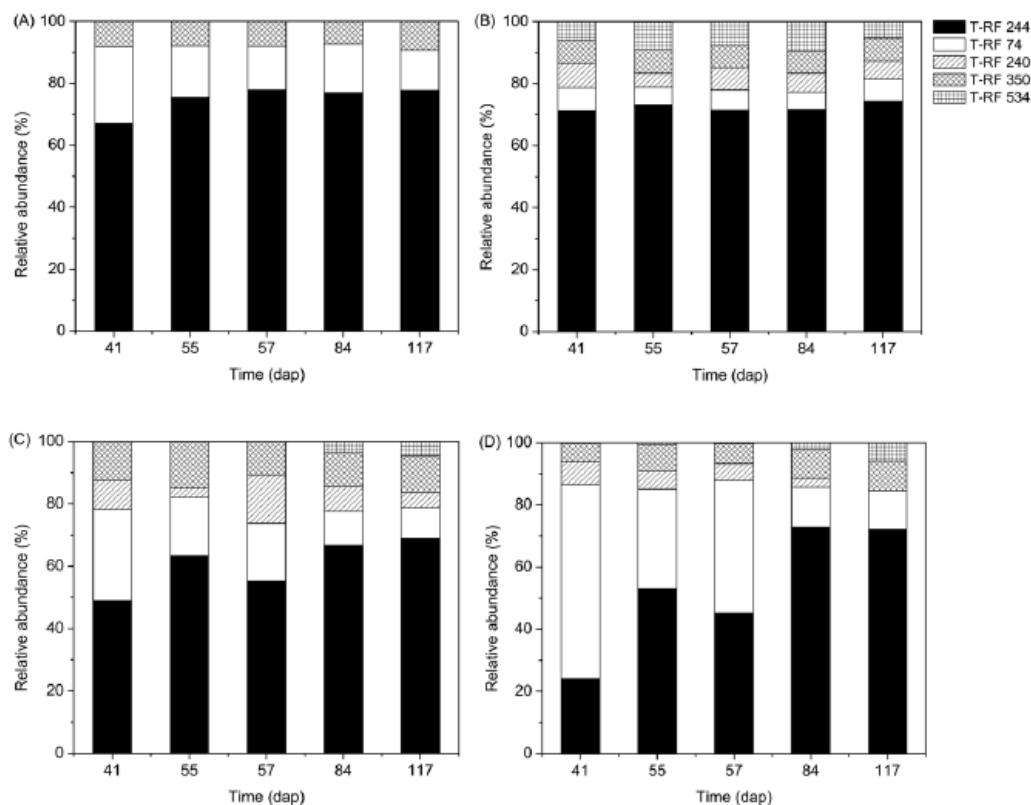 (A)
100
80
60
40
20
0
Relative abundance (%)
41 55 57 84 117
Time (dap)
(B)
100
80
60
40
20
0
Relative abundance (%)
41 55 57 84 117
Time (dap)
T-RF 244
T-RF 74
T-RF 240
T-RF 350
T-RF 534
(C)
100
80
60
40
20
0
Relative abundance (%)
41 55 57 84 117
Time (dap)
(D)
100
80
60
40
20
0
Relative abundance (%)
41 55 57 84 117
Time (dap)